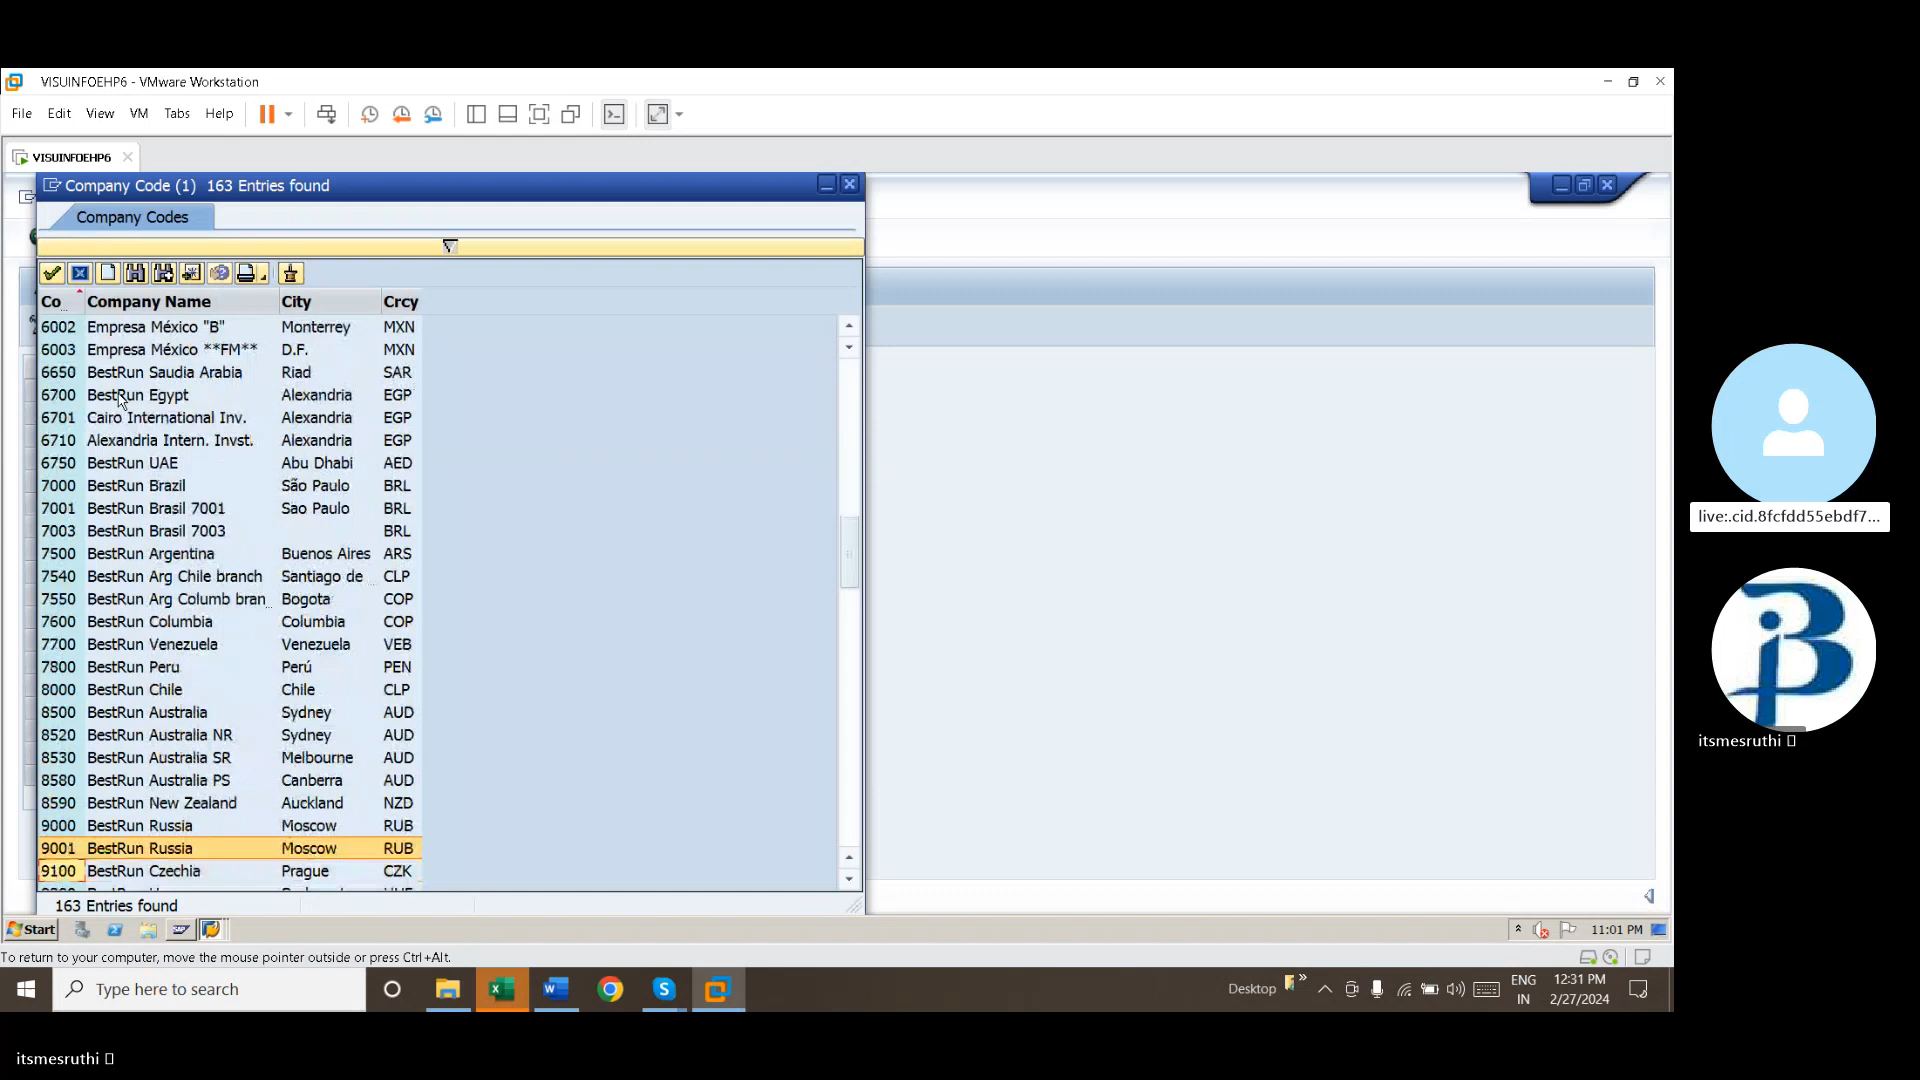 VISUINFOEHP6 - VMware Workstation
File Edit View VM Tabs Help
VISUINFOEHP6
Company Code (1) 163 Entries found
Company Codes
Co.. Company Name City Crcy
6002 Empresa México "B" Monterrey MXN
6003 Empresa México **FM** D.F. MXN
6650 BestRun Saudia Arabia Riad SAR
6700 BestRun Egypt Alexandria EGP
6701 Cairo International Inv. Alexandria EGP
6710 Alexandria Intern. Invst. Alexandria EGP
6750 BestRun UAE Abu Dhabi AED
7000 BestRun Brazil São Paulo BRL
7001 BestRun Brasil 7001 Sao Paulo BRL
7003 BestRun Brasil 7003 BRL
7500 BestRun Argentina Buenos Aires ARS
7540 BestRun Arg Chile branch Santiago de .. CLP
7550 BestRun Arg Columb bran.. Bogota COP
7600 BestRun Columbia Columbia COP
7700 BestRun Venezuela Venezuela VEB
7800 BestRun Peru Perú PEN
8000 BestRun Chile Chile CLP
8500 BestRun Australia Sydney AUD
8520 BestRun Australia NR Sydney AUD
8530 BestRun Australia SR Melbourne AUD
8580 BestRun Australia PS Canberra AUD
8590 BestRun New Zealand Auckland NZD
9000 BestRun Russia Moscow RUB
9001 BestRun Russia Moscow RUB
9100 BestRun Czechia Prague CZK
163 Entries found
Start 11:01 PM
To return to your computer, move the mouse pointer outside or press Ctrl+Alt.
Type here to search Desktop ENG IN 12:31 PM 2/27/2024
live:.cid.8fcfdd55ebdf7...
itsmesruthi
itsmesruthi